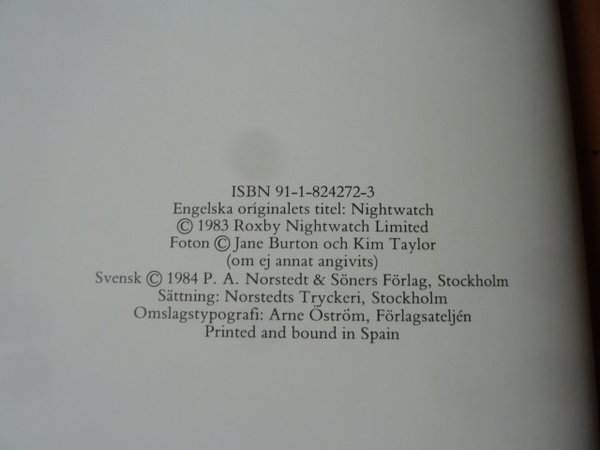 ISBN 91-1-824272-3
Engelska originalets titel: Nightwatch
© 1983 Roxby Nightwatch Limited
Foton © Jane Burton och Kim Taylor
(om ej annat angivits)
Svensk © 1984 P. A. Norstedt & Söners Förlag, Stockholm
Sättning: Norstedts Tryckeri, Stockholm
Omslagstypografi: Arne Öström, Förlagsateljén
Printed and bound in Spain